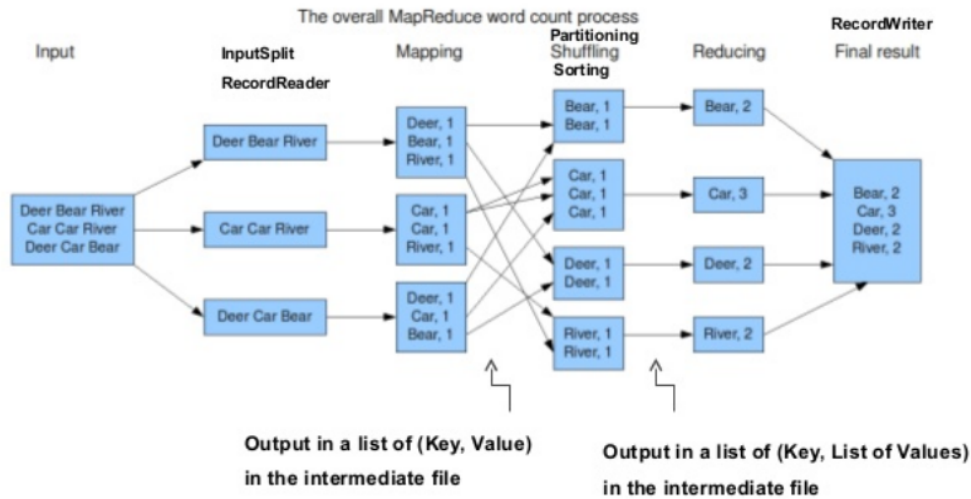 The overall MapReduce word count process
Input
InputSplit
RecordReader
Mapping
Partitioning
Shuffling
Sorting
Reducing
RecordWriter
Final result
Deer Bear River
Car Car River
Deer Car Bear
Deer Bear River
Car Car River
Deer Car Bear
Deer, 1
Bear, 1
River, 1
Car, 1
Car, 1
River, 1
Deer, 1
Car, 1
Bear, 1
Bear, 1
Bear, 1
Car, 1
Car, 1
Car, 1
Deer, 1
Deer, 1
River, 1
River, 1
Bear, 2
Car, 3
Deer, 2
River, 2
Bear, 2
Car, 3
Deer, 2
River, 2
Output in a list of (Key, Value)
in the intermediate file
Output in a list of (Key, List of Values)
in the intermediate file